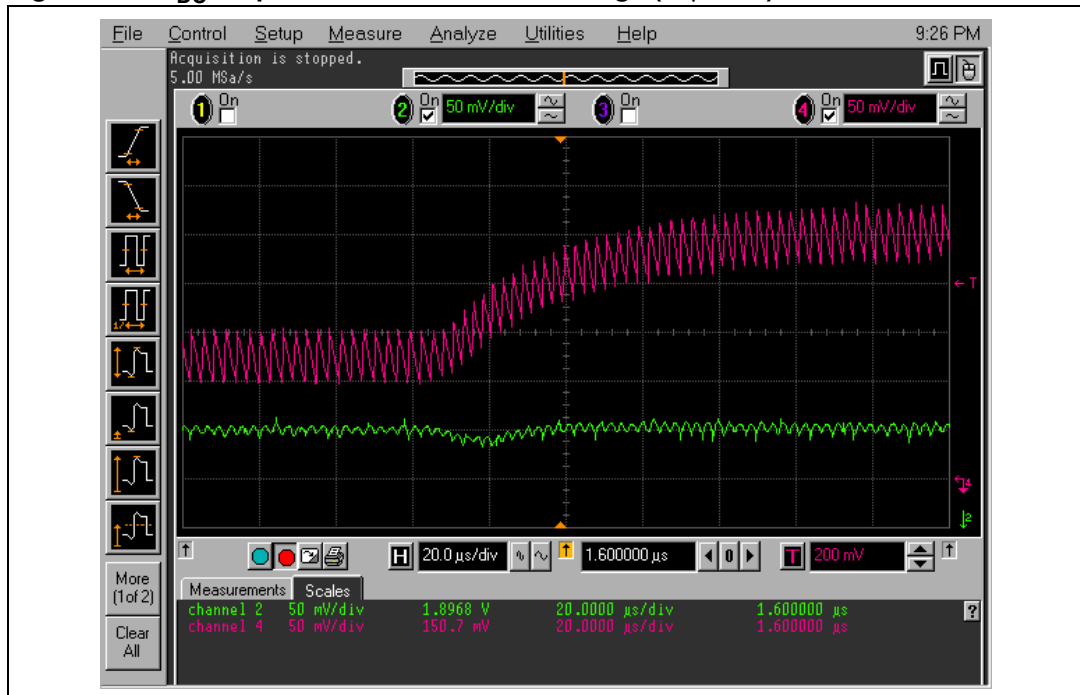 File Control Setup Measure Analyze Utilities Help 9:26 PM
Acquisition is stopped.
5.00 MSa/s
1 On 2 On 50 mV/div 3 On 4 On 50 mV/div
T
4
2
More
(1of 2)
Clear
All
H 20.0 µs/div 1.600000 µs 0 T 200 mV
Measurements Scales
channel 2 50 mV/div 1.8968 V 20.0000 µs/div 1.600000 µs
channel 4 50 mV/div 150.7 mV 20.0000 µs/div 1.600000 µs
?